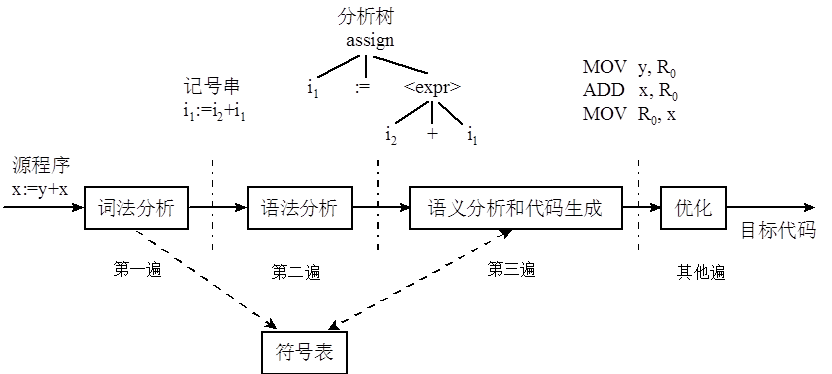 分析树
assign
i₁ := <expr>
i₂ + i₁
记号串
i₁:=i₂+i₁
MOV y, R₀
ADD x, R₀
MOV R₀, x
源程序
x:=y+x
词法分析
语法分析
语义分析和代码生成
优化
目标代码
第一遍
第二遍
第三遍
其他遍
符号表